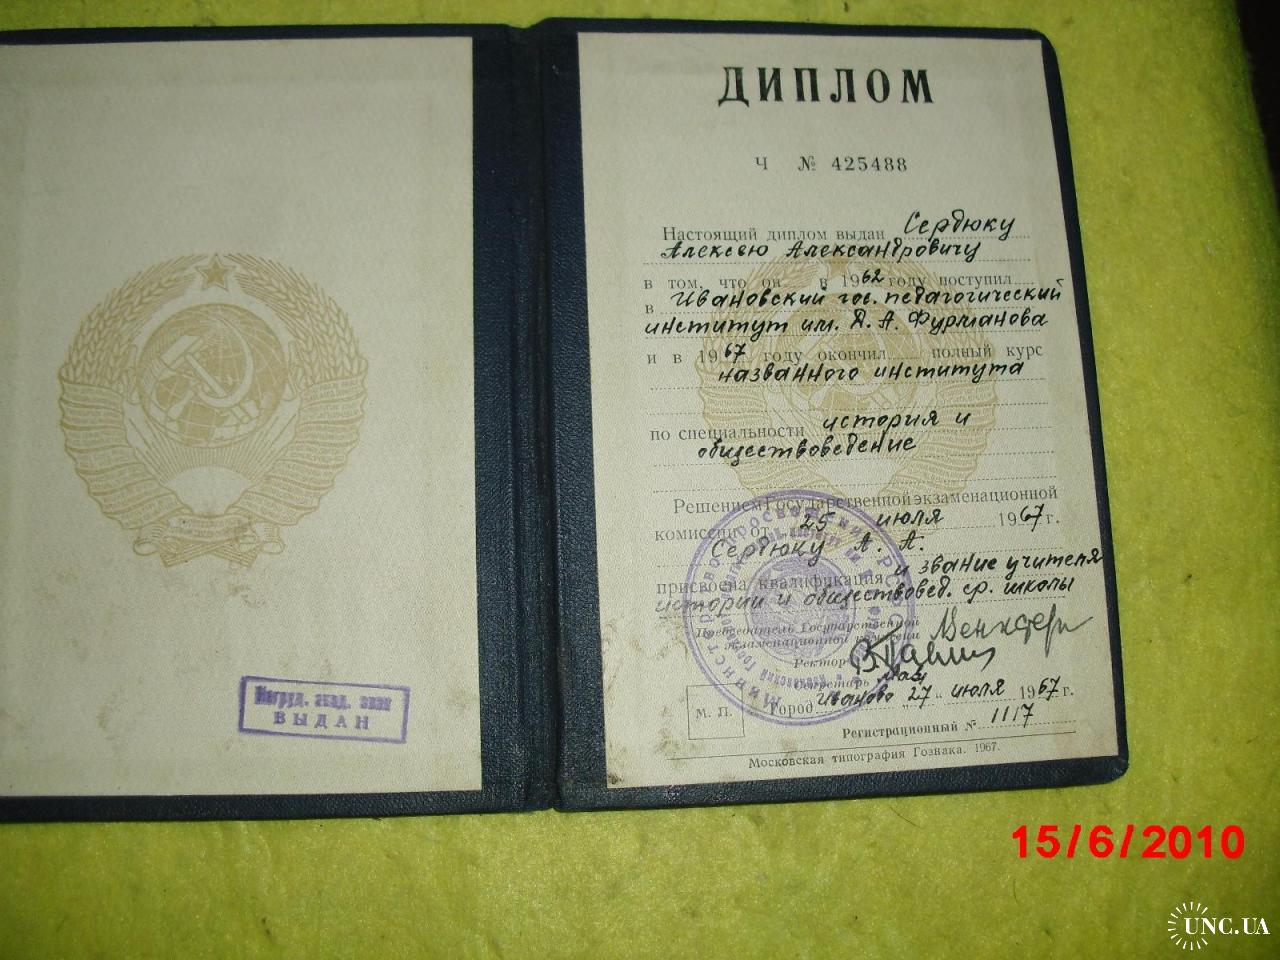 Нагруд. акад. знак
ВЫДАН
ДИПЛОМ
Ч № 425488
Настоящий диплом выдан Сердюку
Алексею Александровичу
в том, что он в 1962 году поступил
в Ивановский гос. педагогический
институт им. Д. А. Фурманова
и в 1967 году окончил полный курс
названного института
по специальности история и
обществоведение
Решением Государственной экзаменационной
комиссии от „25 июля 1967 г.
Сердюку А. А.
присвоена квалификация и звание учителя
истории и обществовед. ср. школы
Председатель Государственной
экзаменационной комиссии
Ректор
Секретарь
М. П.
Город Иваново „27“ июля 1967 г.
Регистрационный № 1117
Московская типография Гознака. 1967.
15/6/2010
UNC.UA